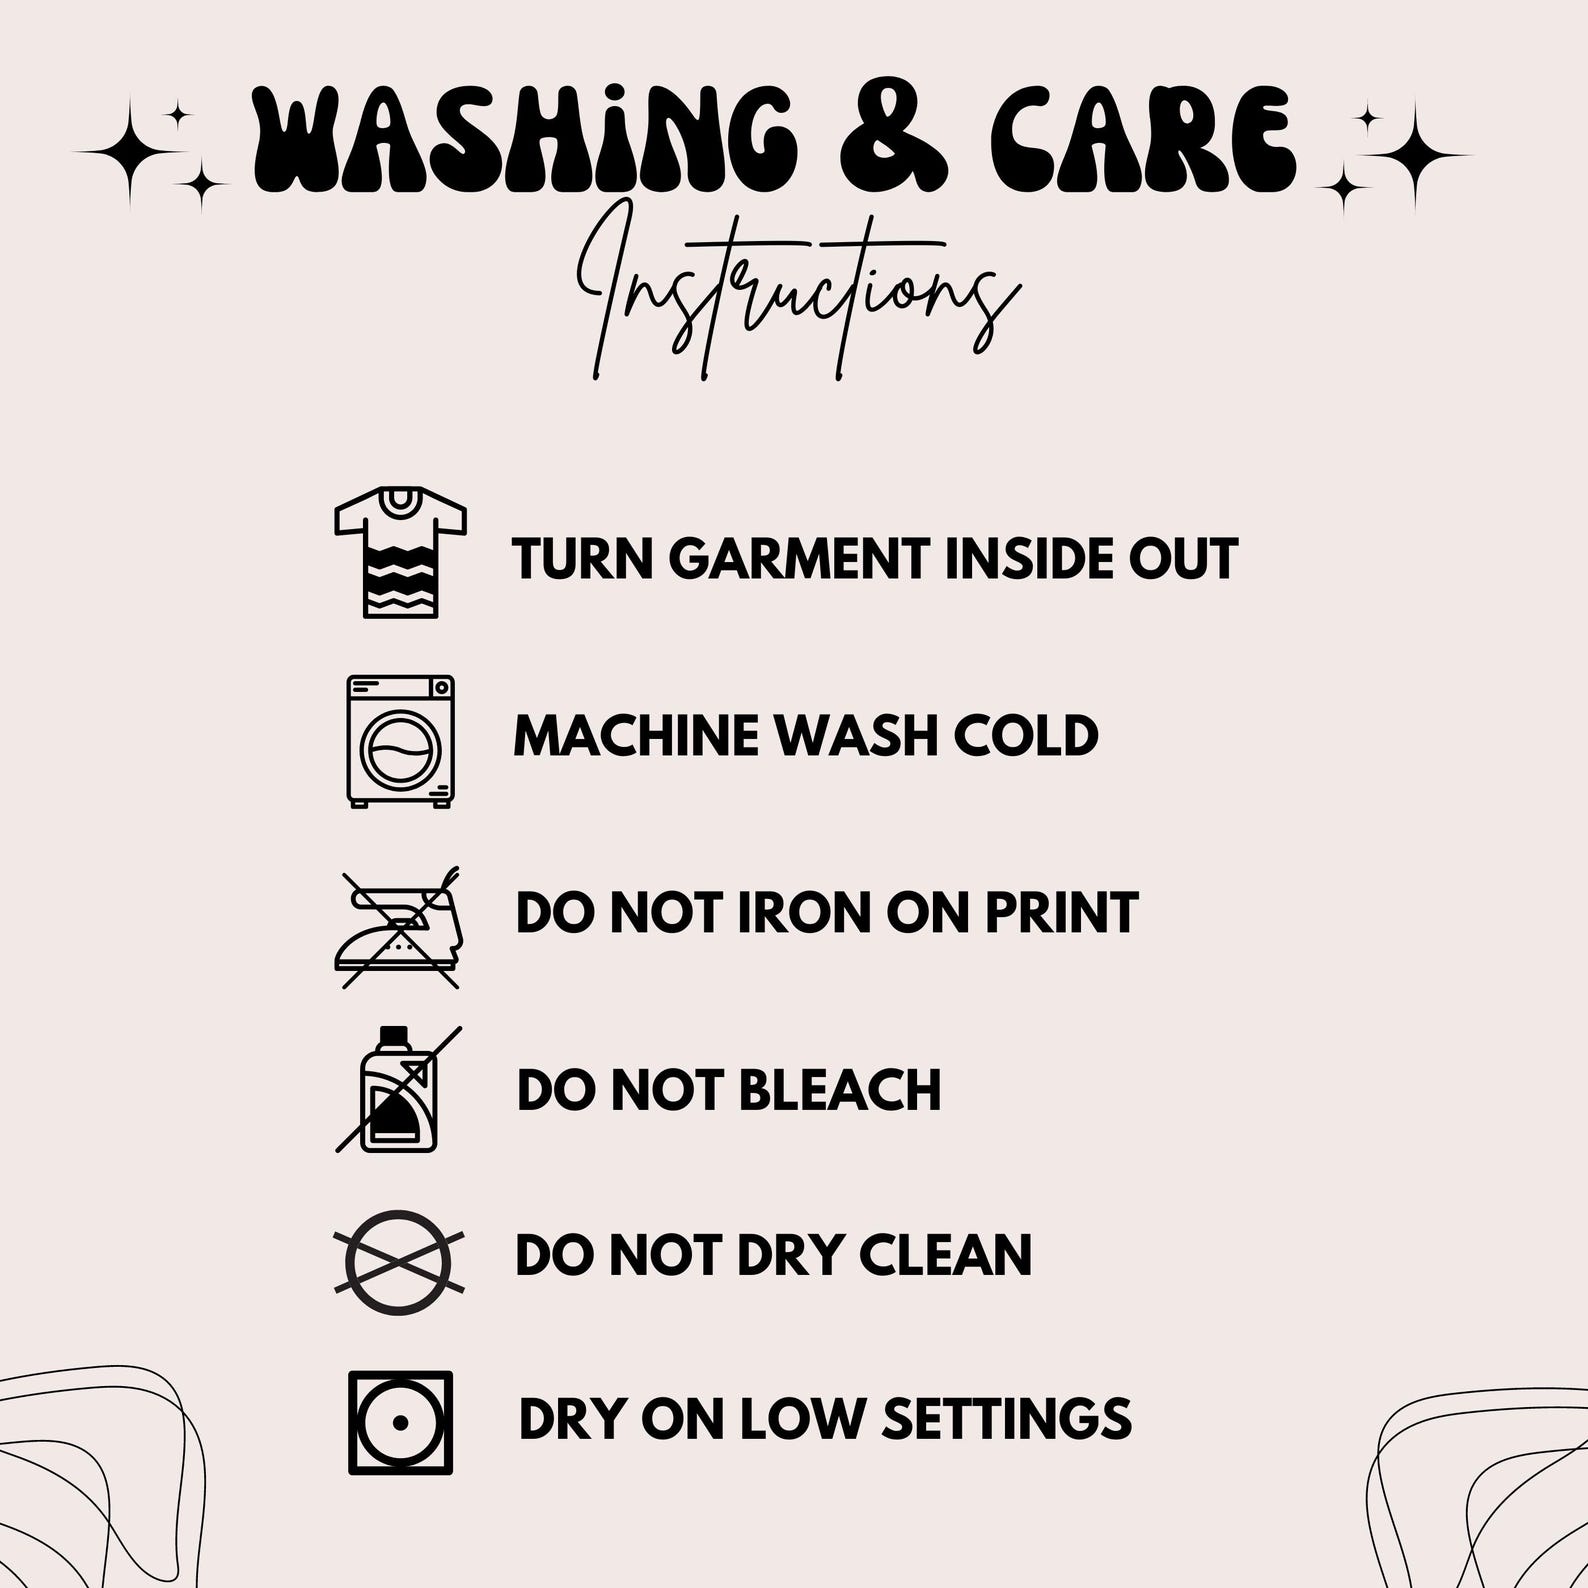 WASHiNG & CARE
Instructions
TURN GARMENT INSIDE OUT
MACHINE WASH COLD
DO NOT IRON ON PRINT
DO NOT BLEACH
DO NOT DRY CLEAN
DRY ON LOW SETTINGS